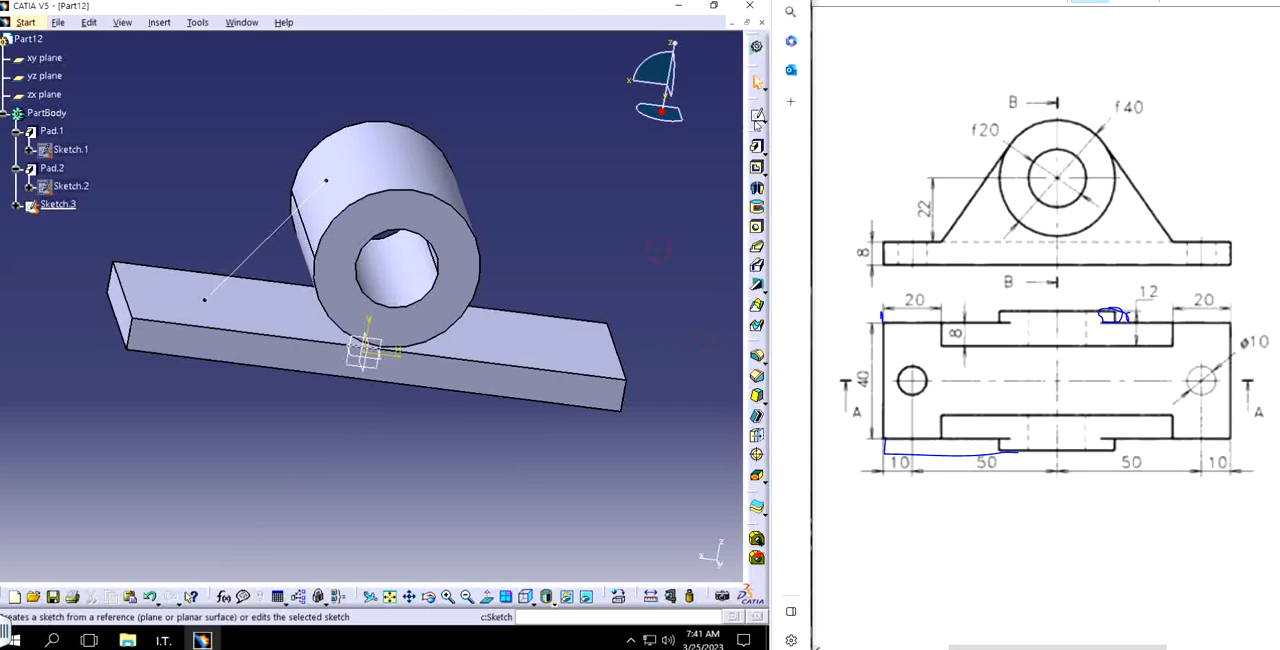 CATIA V5 - [Part12]
Start File Edit View Insert Tools Window Help
Part12
xy plane
yz plane
zx plane
PartBody
Pad.1
Sketch.1
Pad.2
Sketch.2
Sketch.3
z
x
y
z
x
y
f(x)
CATIA
Creates a sketch from a reference (plane or planar surface) or edits the selected sketch
c:Sketch
I.T.
7:41 AM
3/25/2023
B
f40
f20
22
8
B
20
12
20
8
ø10
40
A
A
10
50
50
10